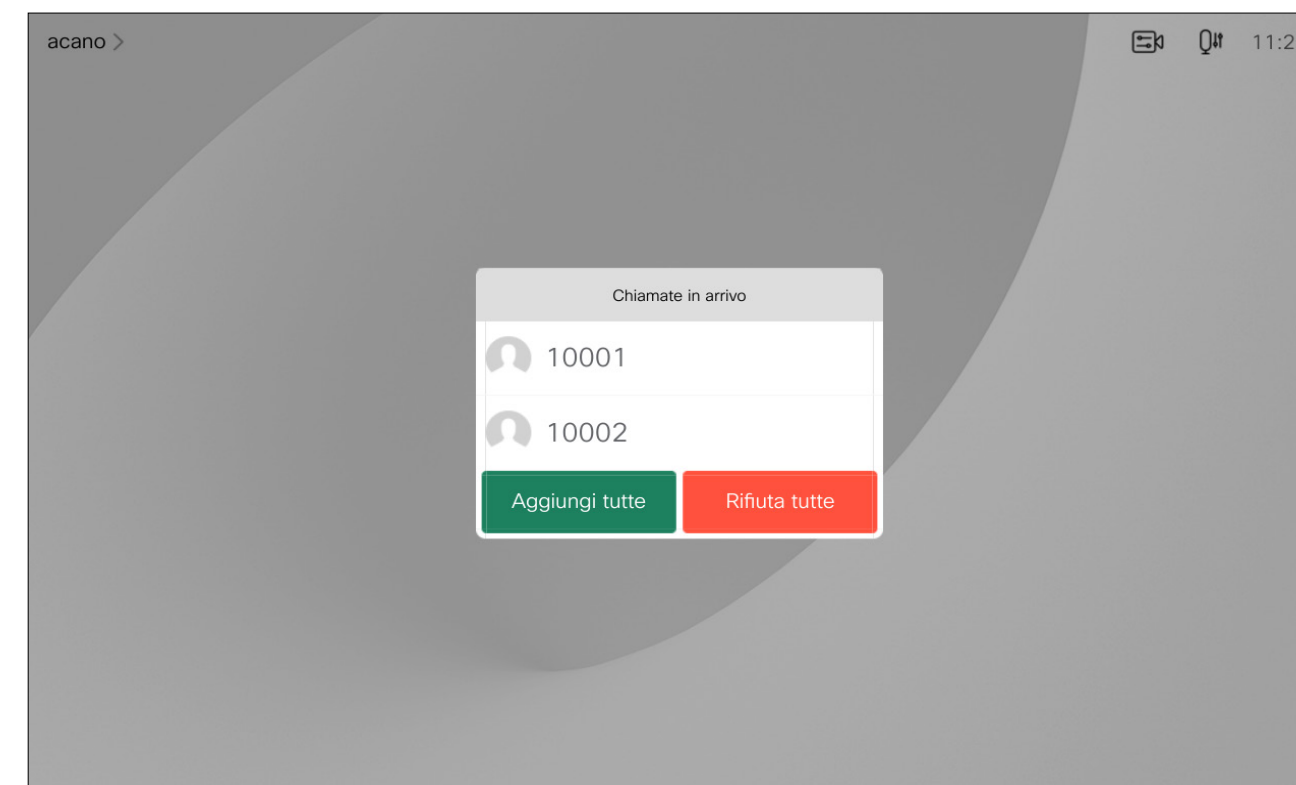 acano >
11:2
Chiamate in arrivo
10001
10002
Aggiungi tutte
Rifiuta tutte